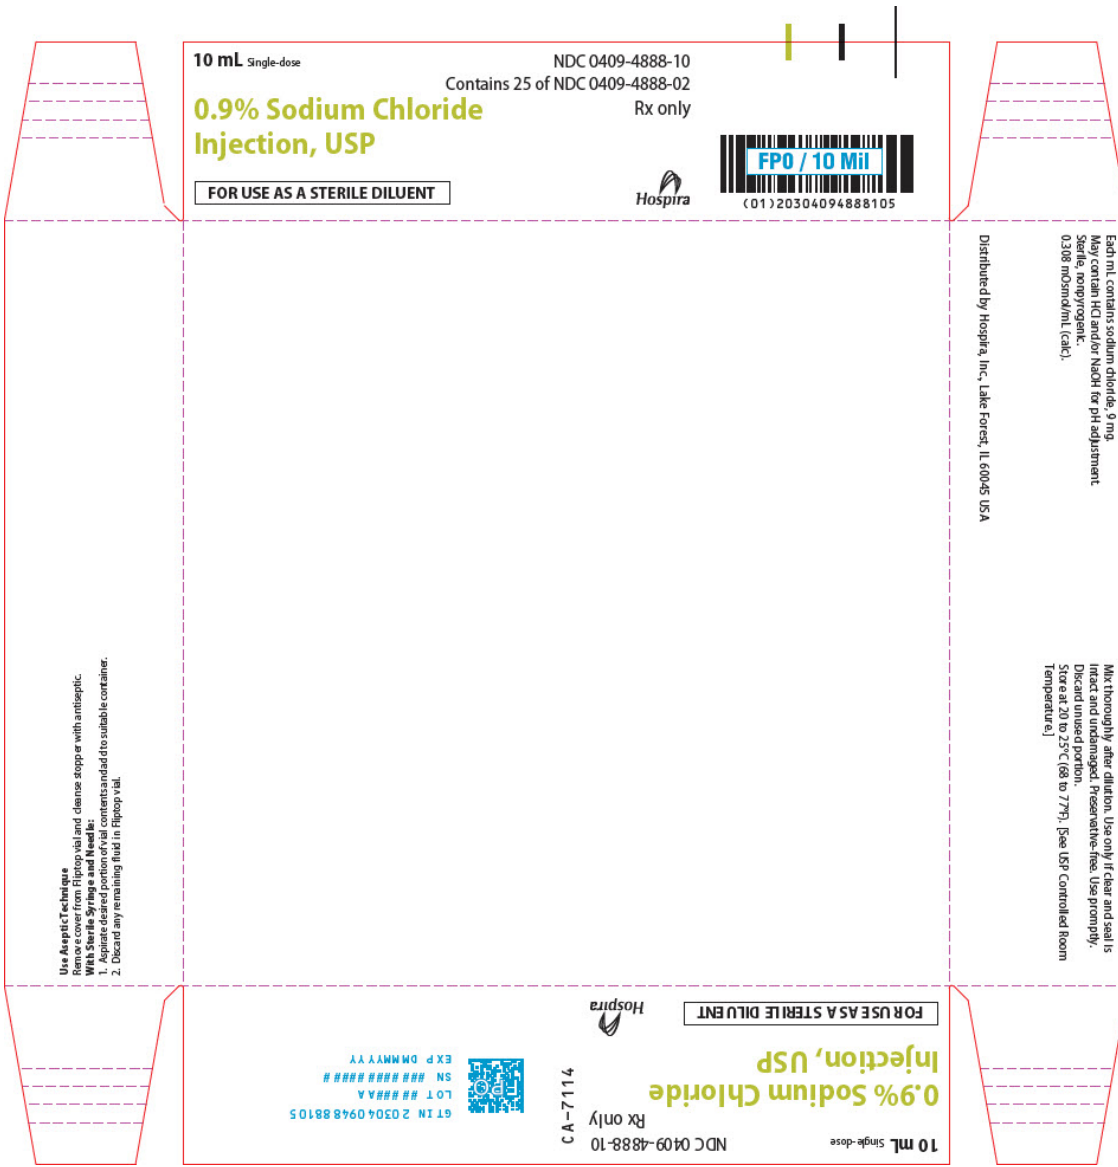 10 mL Single-dose
NDC 0409-4888-10
Contains 25 of NDC 0409-4888-02
Rx only
0.9% Sodium Chloride
Injection, USP
FOR USE AS A STERILE DILUENT
Hospira
FP0 / 10 Mil
(01)20304094888105
Each mL contains sodium chloride, 9 mg.
May contain HCl and/or NaOH for pH adjustment.
Sterile, nonpyrogenic.
0.308 mOsmol/mL (calc).
Distributed by Hospira, Inc., Lake Forest, IL 60045 USA
Mix thoroughly after dilution. Use only if clear and seal is
intact and undamaged. Preservative-free. Use promptly.
Discard unused portion.
Store at 20 to 25°C (68 to 77°F). [See USP Controlled Room
Temperature.]
Use Aseptic Technique
Remove cover from Fliptop vial and cleanse stopper with antiseptic.
With Sterile Syringe and Needle:
1. Aspirate desired portion of vial contents and add to suitable container.
2. Discard any remaining fluid in Fliptop vial.
10 mL Single-dose
NDC 0409-4888-10
Rx only
0.9% Sodium Chloride
Injection, USP
FOR USE AS A STERILE DILUENT
Hospira
CA-7114
GTIN 20304094888105
LOT ######AA
SN ###########
EXP DMMMYYYY
FPO